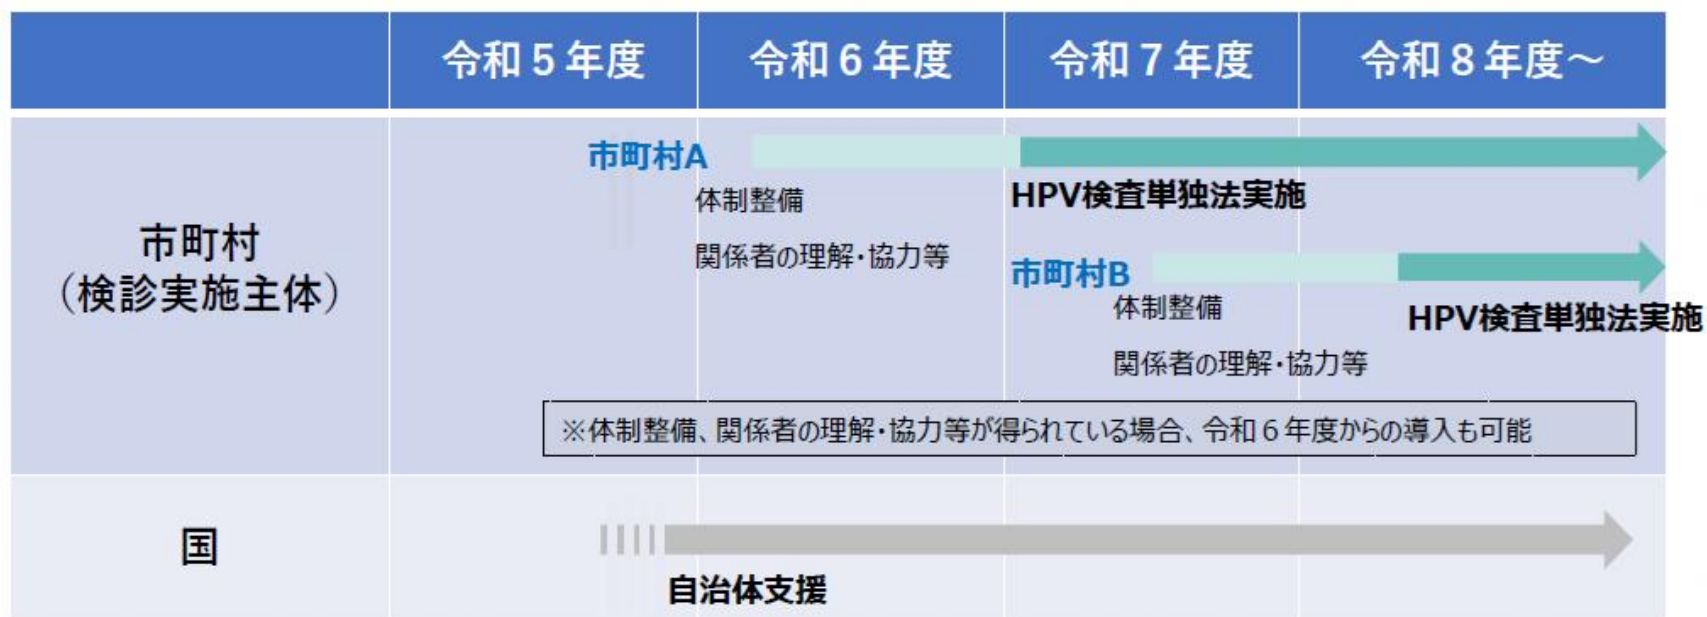 令和５年度
令和６年度
令和７年度
令和８年度～
市町村
（検診実施主体）
市町村A
体制整備
関係者の理解・協力等
HPV検査単独法実施
市町村B
体制整備
関係者の理解・協力等
HPV検査単独法実施
※体制整備、関係者の理解・協力等が得られている場合、令和６年度からの導入も可能
国
自治体支援